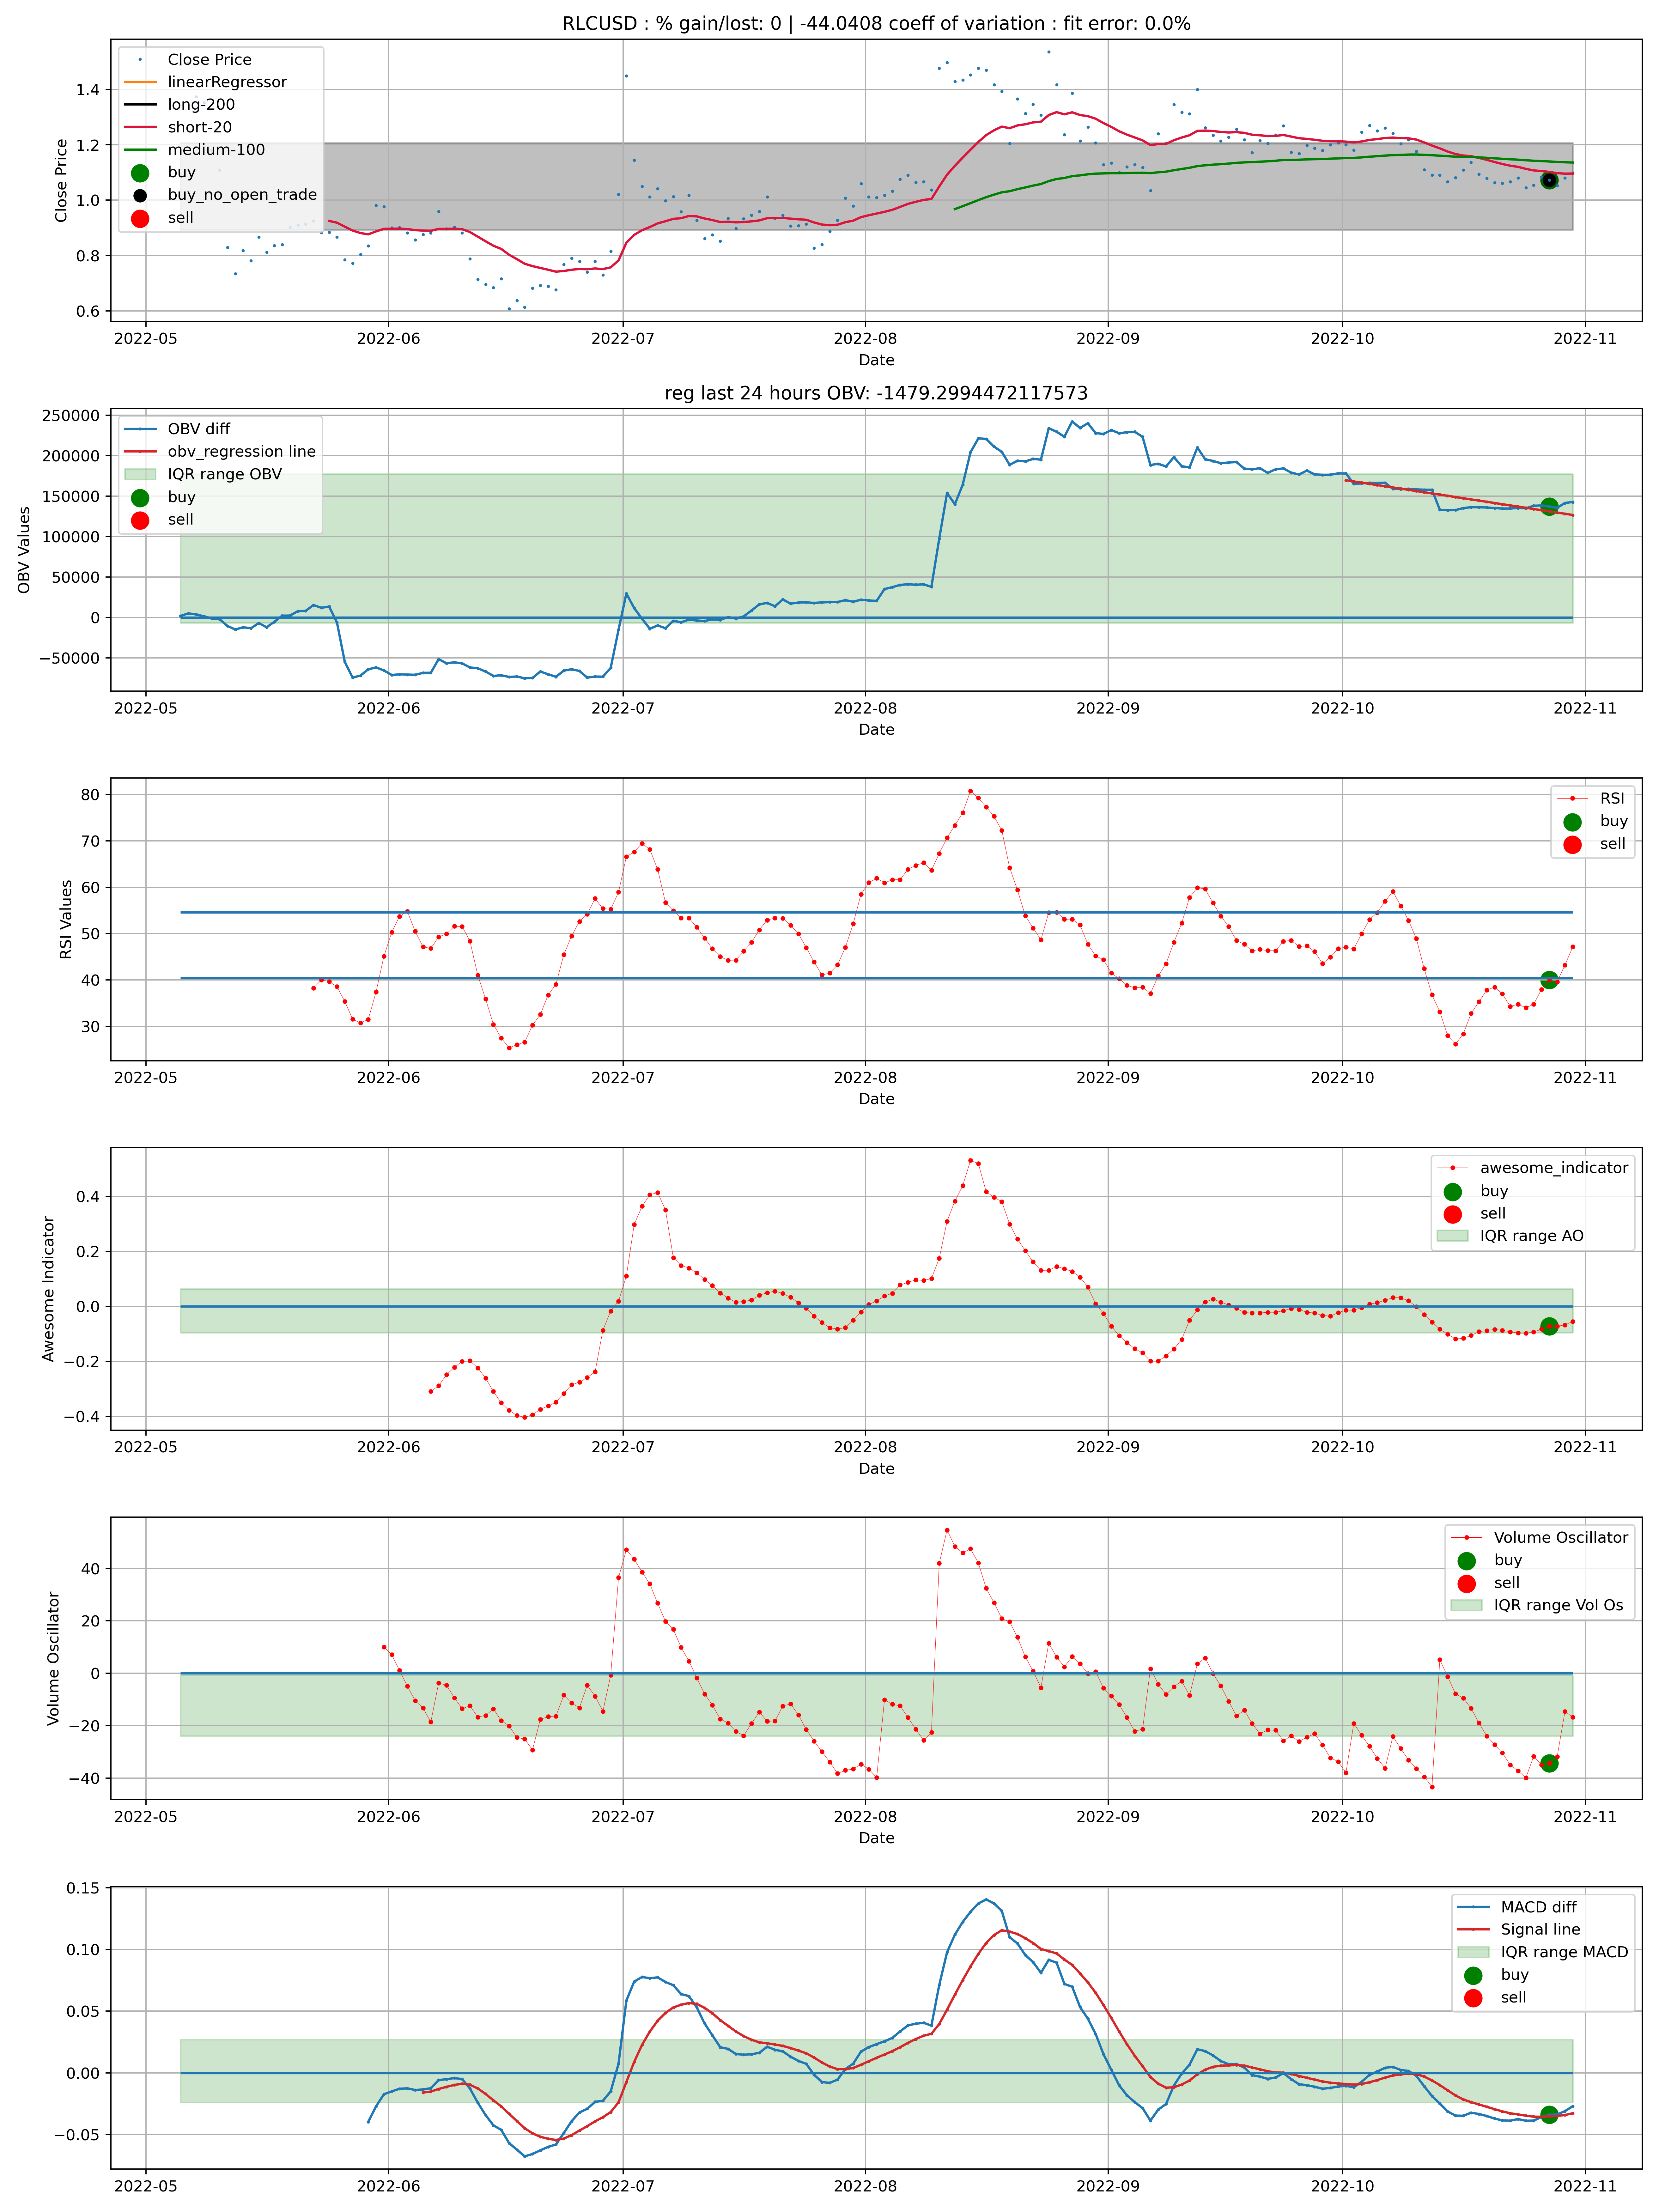 RLCUSD : % gain/lost: 0 | -44.0408 coeff of variation : fit error: 0.0%
Close Price
linearRegressor
long-200
short-20
medium-100
buy
buy_no_open_trade
sell
Close Price
1.4
1.2
1.0
0.8
0.6
2022-05 2022-06 2022-07 2022-08 2022-09 2022-10 2022-11
Date
reg last 24 hours OBV: -1479.2994472117573
OBV diff
obv_regression line
IQR range OBV
buy
sell
OBV Values
250000
200000
150000
100000
50000
0
−50000
2022-05 2022-06 2022-07 2022-08 2022-09 2022-10 2022-11
Date
RSI
buy
sell
RSI Values
80
70
60
50
40
30
2022-05 2022-06 2022-07 2022-08 2022-09 2022-10 2022-11
Date
awesome_indicator
buy
sell
IQR range AO
Awesome Indicator
0.4
0.2
0.0
−0.2
−0.4
2022-05 2022-06 2022-07 2022-08 2022-09 2022-10 2022-11
Date
Volume Oscillator
buy
sell
IQR range Vol Os
Volume Oscillator
40
20
0
−20
−40
2022-05 2022-06 2022-07 2022-08 2022-09 2022-10 2022-11
Date
MACD diff
Signal line
IQR range MACD
buy
sell
0.15
0.10
0.05
0.00
−0.05
2022-05 2022-06 2022-07 2022-08 2022-09 2022-10 2022-11